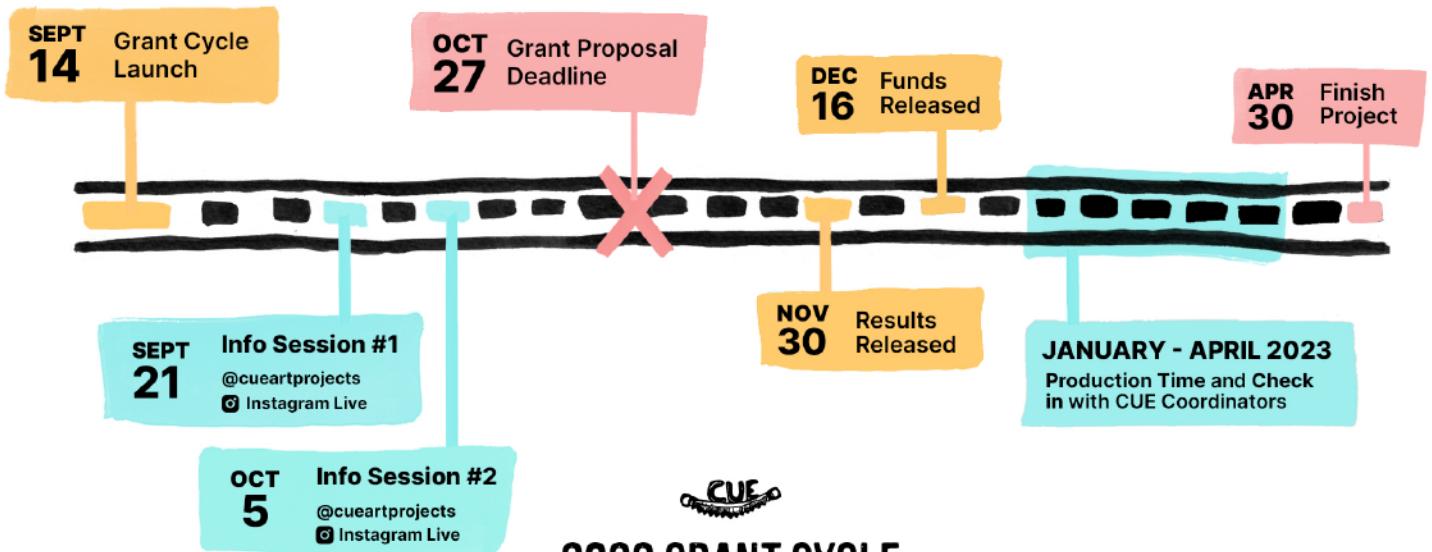 SEPT
14
Grant Cycle
Launch
OCT
27
Grant Proposal
Deadline
DEC
16
Funds
Released
APR
30
Finish
Project
SEPT
21
Info Session #1
@cueartprojects
Instagram Live
OCT
5
Info Session #2
@cueartprojects
Instagram Live
NOV
30
Results
Released
JANUARY - APRIL 2023
Production Time and Check
in with CUE Coordinators
CUE
GRANT CYCLE